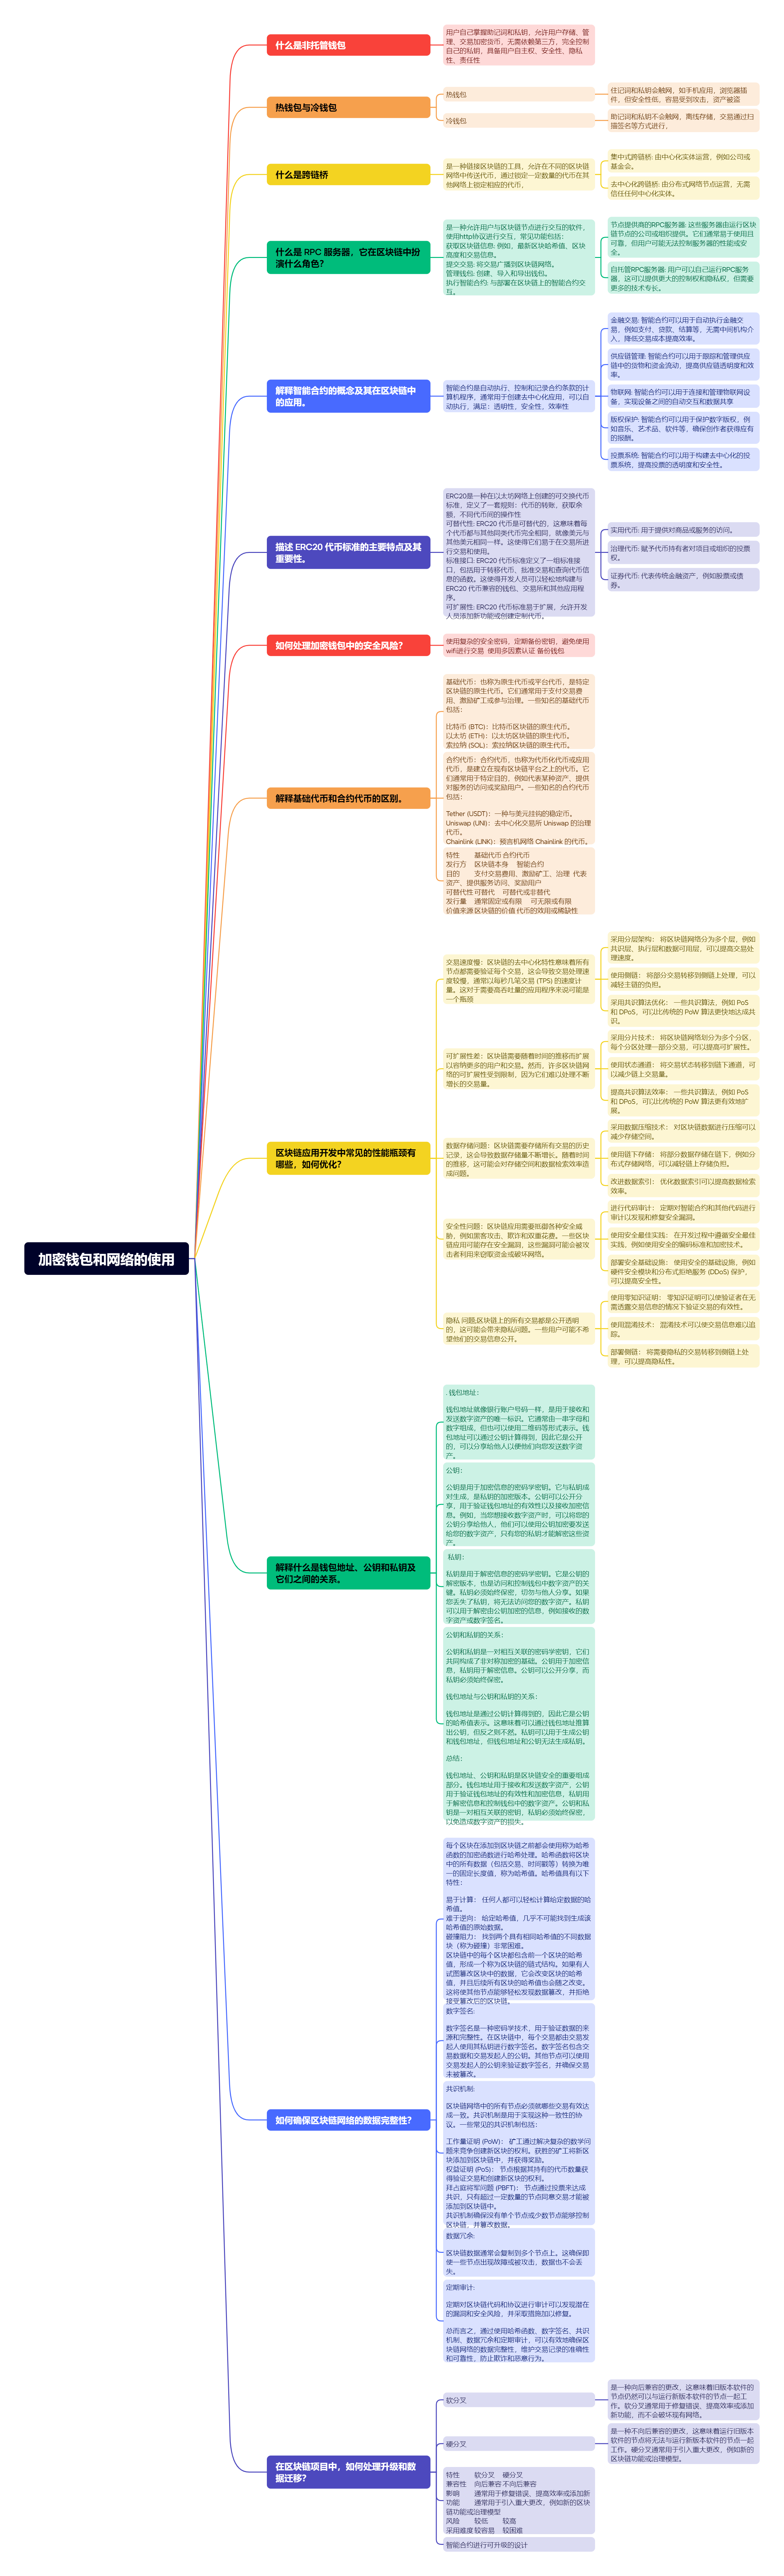 加密钱包和网络的使用
什么是非托管钱包
用户自己掌握助记词和私钥，允许用户存储、管
理、交易加密货币，无需依赖第三方，完全控制
自己的私钥，具备用户自主权、安全性、隐私
性、责任性
热钱包与冷钱包
热钱包
住记词和私钥会触网，如手机应用，浏览器插
件，但安全性低，容易受到攻击，资产被盗
冷钱包
助记词和私钥不会触网，离线存储，交易通过扫
描签名等方式进行，
什么是跨链桥
是一种链接区块链的工具，允许在不同的区块链
网络中传送代币，通过锁定一定数量的代币在其
他网络上锁定相应的代币，
集中式跨链桥: 由中心化实体运营，例如公司或
基金会。
去中心化跨链桥: 由分布式网络节点运营，无需
信任任何中心化实体。
什么是 RPC 服务器，它在区块链中扮
演什么角色？
是一种允许用户与区块链节点进行交互的软件，
使用http协议进行交互，常见功能包括：
获取区块链信息: 例如，最新区块哈希值、区块
高度和交易信息。
提交交易: 将交易广播到区块链网络。
管理钱包: 创建，导入和导出钱包。
执行智能合约: 与部署在区块链上的智能合约交
互。
节点提供商的RPC服务器: 这些服务器由运行区块
链节点的公司或组织提供。它们通常易于使用且
可靠，但用户可能无法控制服务器的性能或安
全。
自托管RPC服务器: 用户可以自己运行RPC服务
器，这可以提供更大的控制权和隐私权，但需要
更多的技术专长。
解释智能合约的概念及其在区块链中
的应用。
智能合约是自动执行，控制和记录合约条款的计
算机程序，通常用于创建去中心化应用，可以自
动执行，满足：透明性，安全性，效率性
金融交易: 智能合约可以用于自动执行金融交
易，例如支付、贷款、结算等，无需中间机构介
入，降低交易成本提高效率。
供应链管理: 智能合约可以用于跟踪和管理供应
链中的货物和资金流动，提高供应链透明度和效
率。
物联网: 智能合约可以用于连接和管理物联网设
备，实现设备之间的自动交互和数据共享
版权保护: 智能合约可以用于保护数字版权，例
如音乐、艺术品、软件等，确保创作者获得应有
的报酬。
投票系统: 智能合约可以用于构建去中心化的投
票系统，提高投票的透明度和安全性。
描述 ERC20 代币标准的主要特点及其
重要性。
ERC20是一种在以太坊网络上创建的可交换代币
标准，定义了一套规则：代币的转账，获取余
额，不同代币间的操作性
可替代性: ERC20 代币是可替代的，这意味着每
个代币都与其他同类代币完全相同，就像美元与
其他美元相同一样。这使得它们易于在交易所进
行交易和使用。
标准接口: ERC20 代币标准定义了一组标准接
口，包括用于转移代币，批准交易和查询代币信
息的函数。这使得开发人员可以轻松地构建与
ERC20 代币兼容的钱包、交易所和其他应用程
序。
可扩展性: ERC20 代币标准易于扩展，允许开发
人员添加新功能或创建定制代币。
实用代币: 用于提供对商品或服务的访问。
治理代币: 赋予代币持有者对项目或组织的投票
权。
证券代币: 代表传统金融资产，例如股票或债
券。
如何处理加密钱包中的安全风险？
使用复杂的安全密码，定期备份密钥，避免使用
wifi进行交易  使用多因素认证 备份钱包
解释基础代币和合约代币的区别。
基础代币：也称为原生代币或平台代币，是特定
区块链的原生代币。它们通常用于支付交易费
用，激励矿工或参与治理。一些知名的基础代币
包括：
比特币 (BTC)：比特币区块链的原生代币。
以太坊 (ETH)：以太坊区块链的原生代币。
索拉纳 (SOL)：索拉纳区块链的原生代币。
合约代币：合约代币，也称为代币化代币或应用
代币，是建立在现有区块链平台之上的代币。它
们通常用于特定目的，例如代表某种资产，提供
对服务的访问或奖励用户。一些知名的合约代币
包括：
Tether (USDT)：一种与美元挂钩的稳定币。
Uniswap (UNI)：去中心化交易所 Uniswap 的治理
代币。
Chainlink (LINK)：预言机网络 Chainlink 的代币。
特性 基础代币 合约代币
发行方 区块链本身 智能合约
目的 支付交易费用、激励矿工、治理 代表
资产、提供服务访问，奖励用户
可替代性 可替代 可替代或非替代
发行量 通常固定或有限 可无限或有限
价值来源 区块链的价值 代币的效用或稀缺性
区块链应用开发中常见的性能瓶颈有
哪些，如何优化？
交易速度慢：区块链的去中心化特性意味着所有
节点都需要验证每个交易，这会导致交易处理速
度较慢，通常以每秒几笔交易 (TPS) 的速度计
量。这对于需要高吞吐量的应用程序来说可能是
一个瓶颈
采用分层架构： 将区块链网络分为多个层，例如
共识层、执行层和数据可用层，可以提高交易处
理速度。
使用侧链： 将部分交易转移到侧链上处理，可以
减轻主链的负担。
采用共识算法优化： 一些共识算法，例如 PoS
和 DPoS，可以比传统的 PoW 算法更快地达成共
识。
可扩展性差：区块链需要随着时间的推移而扩展
以容纳更多的用户和交易。然而，许多区块链网
络的可扩展性受到限制，因为它们难以处理不断
增长的交易量。
采用分片技术： 将区块链网络划分为多个分区，
每个分区处理一部分交易，可以提高可扩展性。
使用状态通道： 将交易状态转移到链下通道，可
以减少链上交易量。
提高共识算法效率： 一些共识算法，例如 PoS
和 DPoS，可以比传统的 PoW 算法更有效地扩
展。
数据存储问题：区块链需要存储所有交易的历史
记录，这会导致数据存储量不断增长。随着时间
的推移，这可能会对存储空间和数据检索效率造
成问题。
采用数据压缩技术： 对区块链数据进行压缩可以
减少存储空间。
使用链下存储： 将部分数据存储在链下，例如分
布式存储网络，可以减轻链上存储负担。
改进数据索引： 优化数据索引可以提高数据检索
效率。
安全性问题：区块链应用需要抵御各种安全威
胁，例如黑客攻击、欺诈和双重花费。一些区块
链应用可能存在安全漏洞，这些漏洞可能会被攻
击者利用来窃取资金或破坏网络。
进行代码审计： 定期对智能合约和其他代码进行
审计以发现和修复安全漏洞。
使用安全最佳实践： 在开发过程中遵循安全最佳
实践，例如使用安全的编码标准和加密技术。
部署安全基础设施： 使用安全的基础设施，例如
硬件安全模块和分布式拒绝服务 (DDoS) 保护，
可以提高安全性。
隐私 问题;区块链上的所有交易都是公开透明
的，这可能会带来隐私问题。一些用户可能不希
望他们的交易信息公开。
使用零知识证明： 零知识证明可以使验证者在无
需透露交易信息的情况下验证交易的有效性。
使用混淆技术： 混淆技术可以使交易信息难以追
踪。
部署侧链： 将需要隐私的交易转移到侧链上处
理，可以提高隐私性。
解释什么是钱包地址、公钥和私钥及
它们之间的关系。
. 钱包地址：
钱包地址就像银行账户号码一样，是用于接收和
发送数字资产的唯一标识。它通常由一串字母和
数字组成，但也可以使用二维码等形式表示。钱
包地址可以通过公钥计算得到，因此它是公开
的，可以分享给他人以便他们向您发送数字资
产。
公钥：
公钥是用于加密信息的密码学密钥。它与私钥成
对生成，是私钥的加密版本。公钥可以公开分
享，用于验证钱包地址的有效性以及接收加密信
息。例如，当您想接收数字资产时，可以将您的
公钥分享给他人，他们可以使用公钥加密要发送
给您的数字资产，只有您的私钥才能解密这些资
产。
私钥：
私钥是用于解密信息的密码学密钥。它是公钥的
解密版本，也是访问和控制钱包中数字资产的关
键。私钥必须始终保密，切勿与他人分享。如果
您丢失了私钥，将无法访问您的数字资产。私钥
可以用于解密由公钥加密的信息，例如接收的数
字资产或数字签名。
公钥和私钥的关系：
公钥和私钥是一对相互关联的密码学密钥，它们
共同构成了非对称加密的基础。公钥用于加密信
息，私钥用于解密信息。公钥可以公开分享，而
私钥必须始终保密。
钱包地址与公钥和私钥的关系：
钱包地址是通过公钥计算得到的，因此它是公钥
的哈希值表示。这意味着可以通过钱包地址推算
出公钥，但反之则不然。私钥可以用于生成公钥
和钱包地址，但钱包地址和公钥无法生成私钥。
总结：
钱包地址、公钥和私钥是区块链安全的重要组成
部分。钱包地址用于接收和发送数字资产，公钥
用于验证钱包地址的有效性和加密信息，私钥用
于解密信息和控制钱包中的数字资产。公钥和私
钥是一对相互关联的密钥，私钥必须始终保密，
以免造成数字资产的损失。
如何确保区块链网络的数据完整性？
每个区块在添加到区块链之前都会使用称为哈希
函数的加密函数进行哈希处理。哈希函数将区块
中的所有数据（包括交易、时间戳等）转换为唯
一的固定长度值，称为哈希值。哈希值具有以下
特性：
易于计算： 任何人都可以轻松计算给定数据的哈
希值。
难于逆向： 给定哈希值，几乎不可能找到生成该
哈希值的原始数据。
碰撞阻力： 找到两个具有相同哈希值的不同数据
块（称为碰撞）非常困难。
区块链中的每个区块都包含前一个区块的哈希
值，形成一个称为区块链的链式结构。如果有人
试图篡改区块中的数据，它会改变区块的哈希
值，并且后续所有区块的哈希值也会随之改变。
这将使其他节点能够轻松发现数据篡改，并拒绝
接受篡改后的区块链。
数字签名:
数字签名是一种密码学技术，用于验证数据的来
源和完整性。在区块链中，每个交易都由交易发
起人使用其私钥进行数字签名。数字签名包含交
易数据和交易发起人的公钥。其他节点可以使用
交易发起人的公钥来验证数字签名，并确保交易
未被篡改。
共识机制:
区块链网络中的所有节点必须就哪些交易有效达
成一致。共识机制是用于实现这种一致性的协
议。一些常见的共识机制包括：
工作量证明 (PoW)： 矿工通过解决复杂的数学问
题来竞争创建新区块的权利。获胜的矿工将新区
块添加到区块链中，并获得奖励。
权益证明 (PoS)： 节点根据其持有的代币数量获
得验证交易和创建新区块的权利。
拜占庭将军问题 (PBFT)： 节点通过投票来达成
共识，只有超过一定数量的节点同意交易才能被
添加到区块链中。
共识机制确保没有单个节点或少数节点能够控制
区块链，并篡改数据。
数据冗余:
区块链数据通常会复制到多个节点上。这确保即
使一些节点出现故障或被攻击，数据也不会丢
失。
定期审计:
定期对区块链代码和协议进行审计可以发现潜在
的漏洞和安全风险，并采取措施加以修复。
总而言之，通过使用哈希函数、数字签名、共识
机制、数据冗余和定期审计，可以有效地确保区
块链网络的数据完整性，维护交易记录的准确性
和可靠性，防止欺诈和恶意行为。
在区块链项目中，如何处理升级和数
据迁移？
软分叉
是一种向后兼容的更改，这意味着旧版本软件的
节点仍然可以与运行新版本软件的节点一起工
作。软分叉通常用于修复错误，提高效率或添加
新功能，而不会破坏现有网络。
硬分叉
是一种不向后兼容的更改，这意味着运行旧版本
软件的节点将无法与运行新版本软件的节点一起
工作。硬分叉通常用于引入重大更改，例如新的
区块链功能或治理模型。
特性 软分叉 硬分叉
兼容性 向后兼容 不向后兼容
影响 通常用于修复错误、提高效率或添加新
功能 通常用于引入重大更改，例如新的区块
链功能或治理模型
风险 较低 较高
采用难度 较容易 较困难
智能合约进行可升级的设计